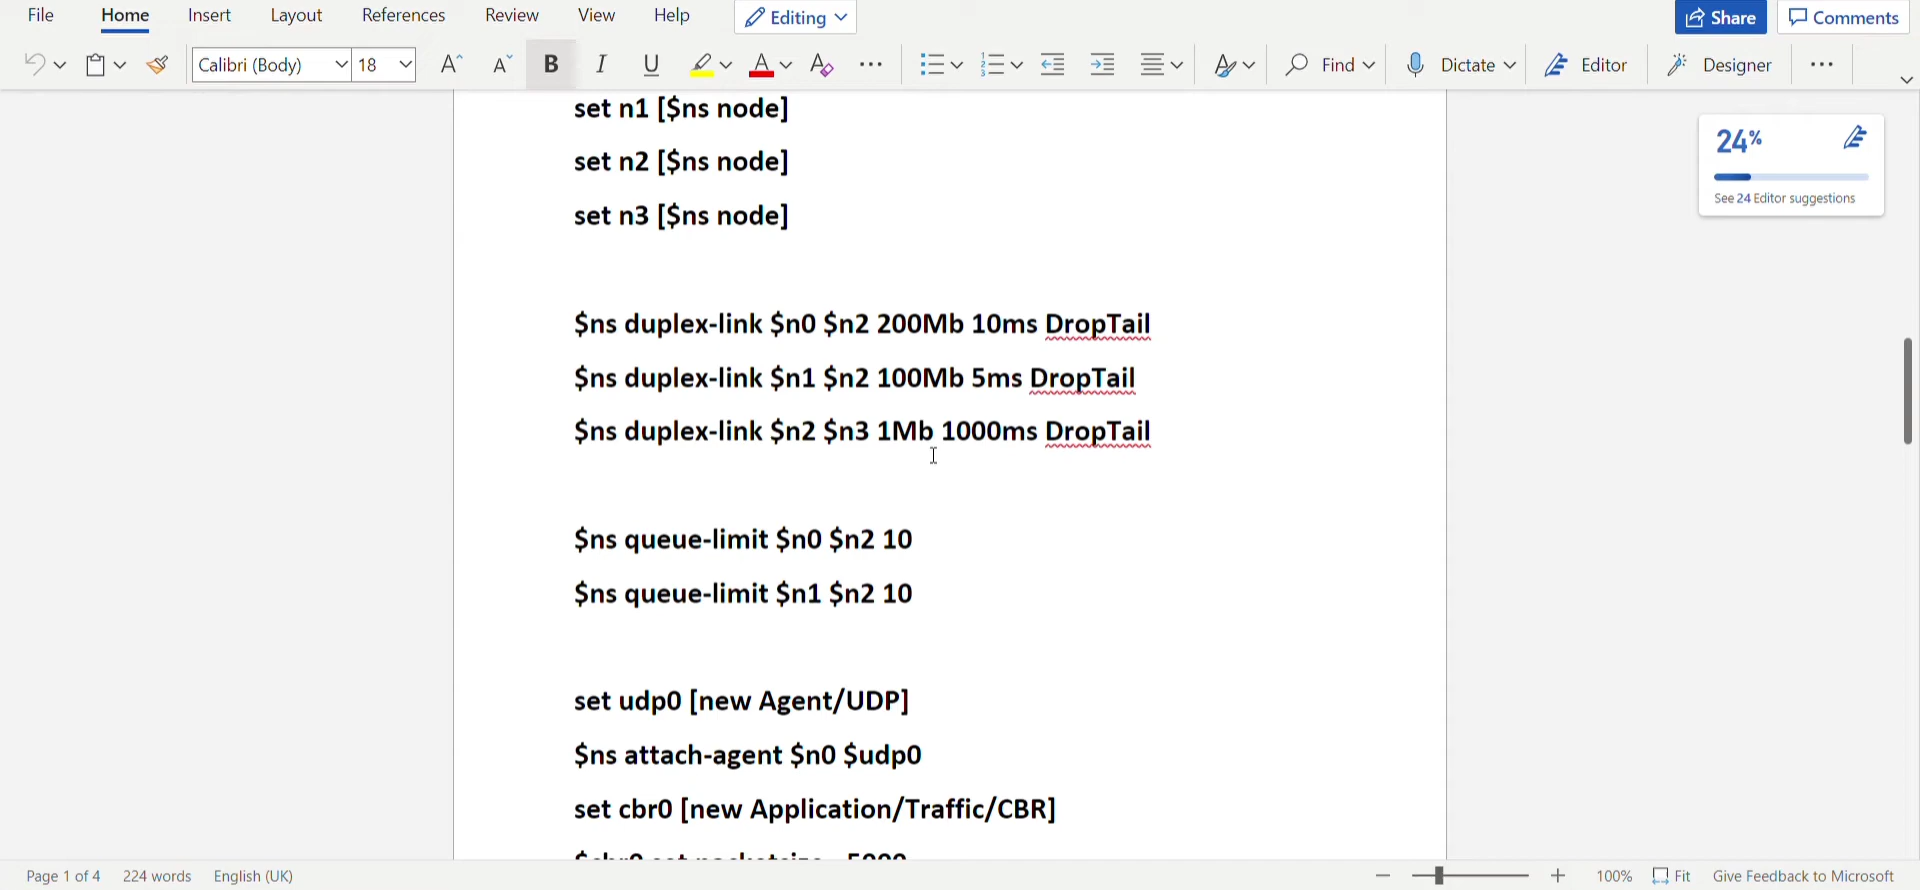 File Home Insert Layout References Review View Help Editing Share Comments
Calibri (Body) 18 A A B I U A A Find Dictate Editor Designer
set n1 [$ns node]
24%
set n2 [$ns node]
See 24 Editor suggestions
set n3 [$ns node]
$ns duplex-link $n0 $n2 200Mb 10ms DropTail
$ns duplex-link $n1 $n2 100Mb 5ms DropTail
$ns duplex-link $n2 $n3 1Mb 1000ms DropTail
$ns queue-limit $n0 $n2 10
$ns queue-limit $n1 $n2 10
set udp0 [new Agent/UDP]
$ns attach-agent $n0 $udp0
set cbr0 [new Application/Traffic/CBR]
Page 1 of 4 224 words English (UK) 100% Fit Give Feedback to Microsoft